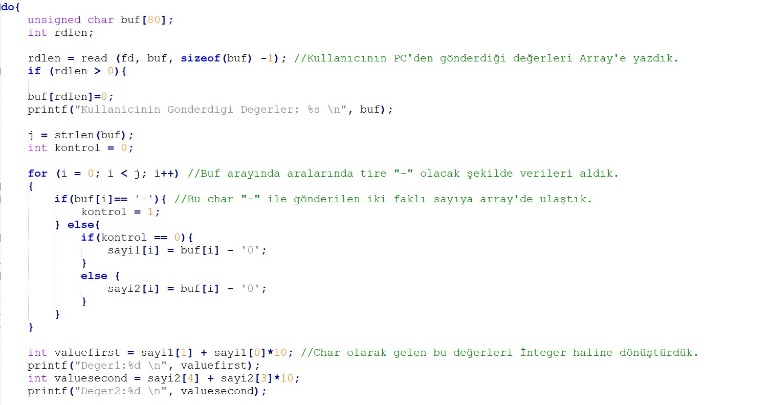 do{
unsigned char buf[80];
int rdlen;
rdlen = read (fd, buf, sizeof(buf) -1); //Kullanıcının PC'den gönderdiği değerleri Array'e yazdık.
if (rdlen > 0){
buf[rdlen]=0;
printf("Kullanicinin Gonderdigi Degerler: %s \n", buf);
j = strlen(buf);
int kontrol = 0;
for (i = 0; i < j; i++) //Buf arayında aralarında tire "-" olacak şekilde verileri aldık.
{
if(buf[i]== '-'){ //Bu char "-" ile gönderilen iki faklı sayıya array'de ulaştık.
kontrol = 1;
} else{
if(kontrol == 0){
sayi1[i] = buf[i] - '0';
}
else {
sayi2[i] = buf[i] - '0';
}
}
}
int valuefirst = sayi1[1] + sayi1[0]*10; //Char olarak gelen bu değerleri İnteger haline dönüştürdük.
printf("Deger1:%d \n", valuefirst);
int valuesecond = sayi2[4] + sayi2[3]*10;
printf("Deger2:%d \n", valuesecond);